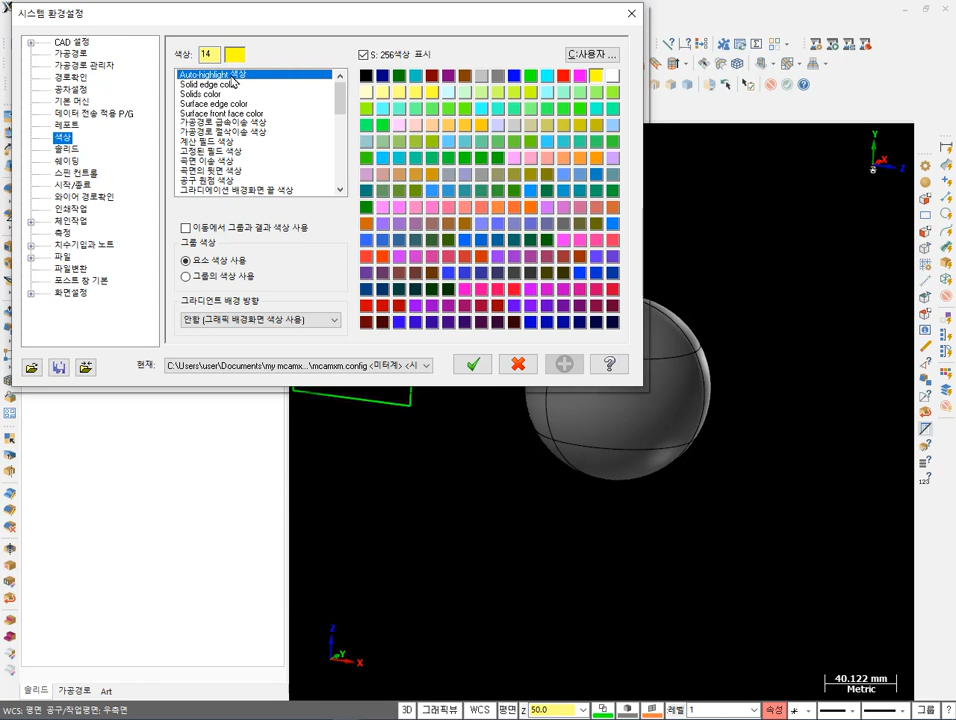 시스템 환경설정
CAD 설정
가공경로
가공경로 관리자
경로확인
공차설정
기본 머신
데이터 전송 적용 P/G
레포트
색상
솔리드
쉐이딩
스핀 컨트롤
시작/종료
와이어 경로확인
인쇄작업
체인작업
측정
치수기입과 노트
파일
파일변환
포스트 창 기본
화면설정
색상: 14
S: 256색상 표시
C:사용자 ...
Auto-highlight 색상
Solid edge color
Solids color
Surface edge color
Surface front face color
가공경로 급속이송 색상
가공경로 절삭이송 색상
계산 필드 색상
고정된 필드 색상
곡면 이송 색상
곡면의 뒷면 색상
공구 원점 색상
그라디에이션 배경화면 끝 색상
이동에서 그룹과 결과 색상 사용
그룹 색상
요소 색상 사용
그룹의 색상 사용
그라디언트 배경 방향
안함 (그래픽 배경화면 색상 사용)
현재: C:\Users\user\Documents\my mcamx...\mcamxm.config <미터계> <시
Y
X
Z
Z
Y
X
40.122 mm
Metric
123
솔리드 가공경로 Art
WCS: 평면 공구/작업평면: 우측면
3D 그래픽뷰 WCS 평면 Z 50.0 레벨 1 속성 그룹 ?